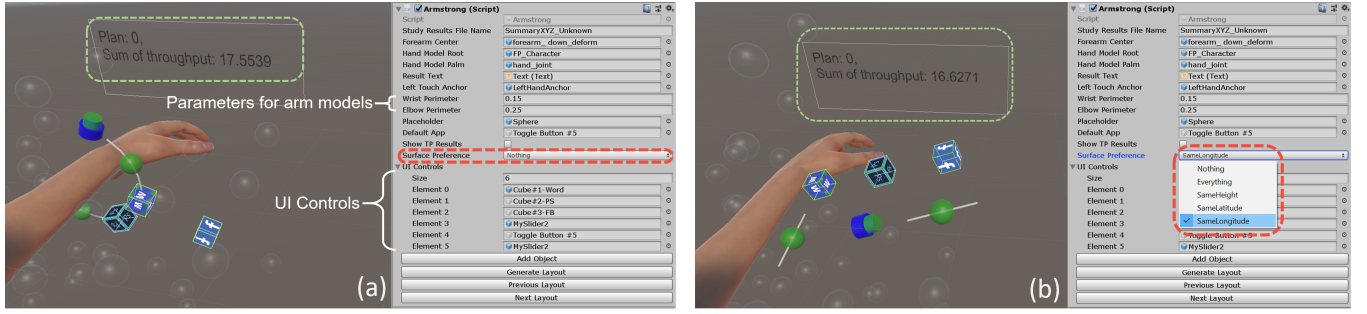 Plan: 0,
Sum of throughput: 17.5539
Parameters for arm models
UI Controls
(a)
Armstrong (Script)
Script Armstrong
Study Results File Name SummaryXYZ_Unknown
Forearm Center forearm_ down_deform
Hand Model Root FP_Character
Hand Model Palm hand_joint
Result Text Text (Text)
Left Touch Anchor LeftHandAnchor
Wrist Perimeter 0.15
Elbow Perimeter 0.25
Placeholder Sphere
Default App Toggle Button #5
Show TP Results
Surface Preference Nothing
UI Controls
Size 6
Element 0 Cube#1-Word
Element 1 Cube#2-PS
Element 2 Cube#3-FB
Element 3 MySlider2
Element 4 Toggle Button #5
Element 5 MySlider2
Add Object
Generate Layout
Previous Layout
Next Layout
Plan: 0,
Sum of throughput: 16.6271
(b)
Armstrong (Script)
Script Armstrong
Study Results File Name SummaryXYZ_Unknown
Forearm Center forearm_ down_deform
Hand Model Root FP_Character
Hand Model Palm hand_joint
Result Text Text (Text)
Left Touch Anchor LeftHandAnchor
Wrist Perimeter 0.15
Elbow Perimeter 0.25
Placeholder Sphere
Default App Toggle Button #5
Show TP Results
Surface Preference SameLongitude
UI Controls
Nothing
Size
Everything
Element 0
SameHeight
Element 1
SameLatitude
Element 2
SameLongitude
Element 3
Element 4 Toggle Button #5
Element 5 MySlider2
Add Object
Generate Layout
Previous Layout
Next Layout